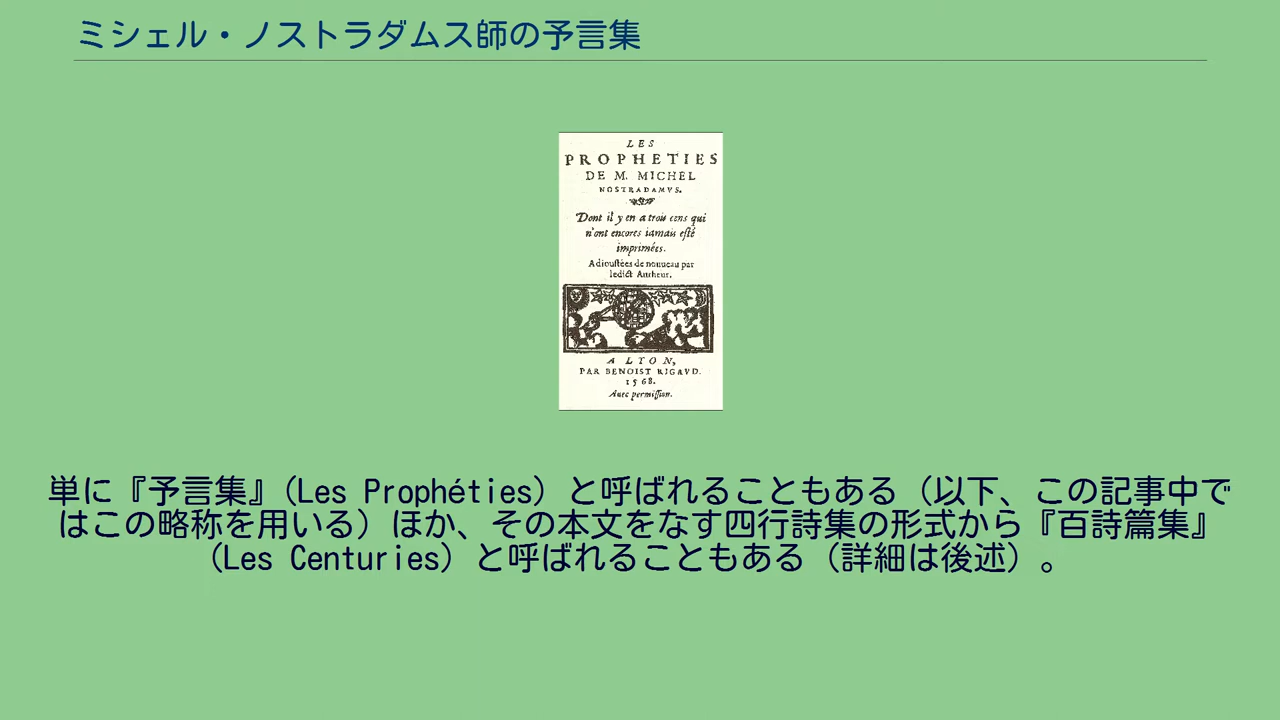 ミシェル・ノストラダムス師の予言集
LES
PROPHETIES
DE M. MICHEL
NOSTRADAMVS.
Dont il y en a trois cens qui
n'ont encores iamais esté
imprimées.
Adioustées de nouueau par
ledict Autheur.
A LYON,
PAR BENOIST RIGAVD.
1568.
Auec permission.
単に『予言集』（Les Prophéties）と呼ばれることもある（以下、この記事中で
はこの略称を用いる）ほか、その本文をなす四行詩集の形式から『百詩篇集』
（Les Centuries）と呼ばれることもある（詳細は後述）。